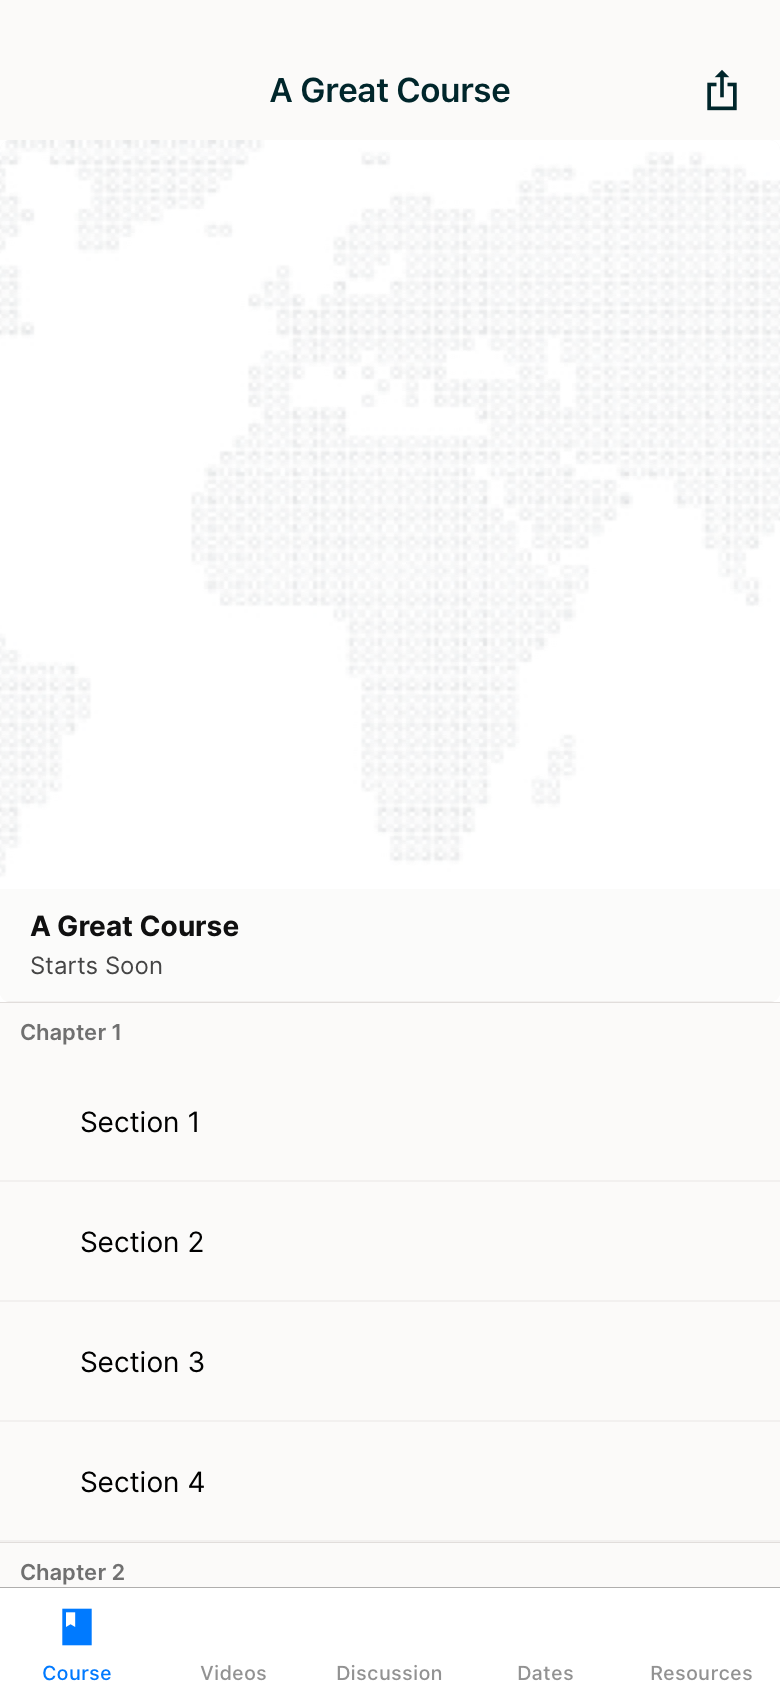 A Great Course
A Great Course
Starts Soon
Chapter 1
Section 1
Section 2
Section 3
Section 4
Chapter 2
Course Videos Discussion Dates Resources